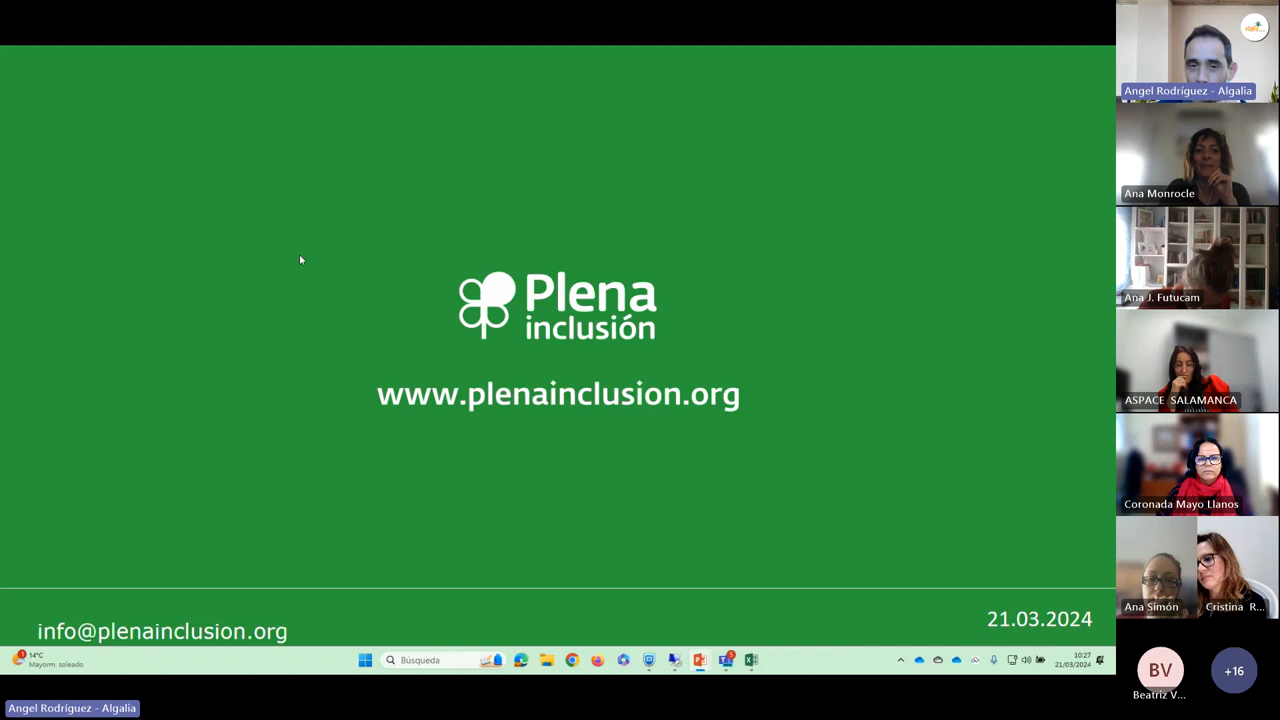 Plena
inclusión
www.plenainclusion.org
info@plenainclusion.org
21.03.2024
1
14°C
Mayorm. soleado
Búsqueda
5
10:27
21/03/2024
Angel Rodríguez - Algalia
Angel Rodríguez - Algalia
Ana Monrocle
Ana J. Futucam
ASPACE SALAMANCA
Coronada Mayo Llanos
Ana Simón
Cristina R...
BV
Beatriz V...
+16